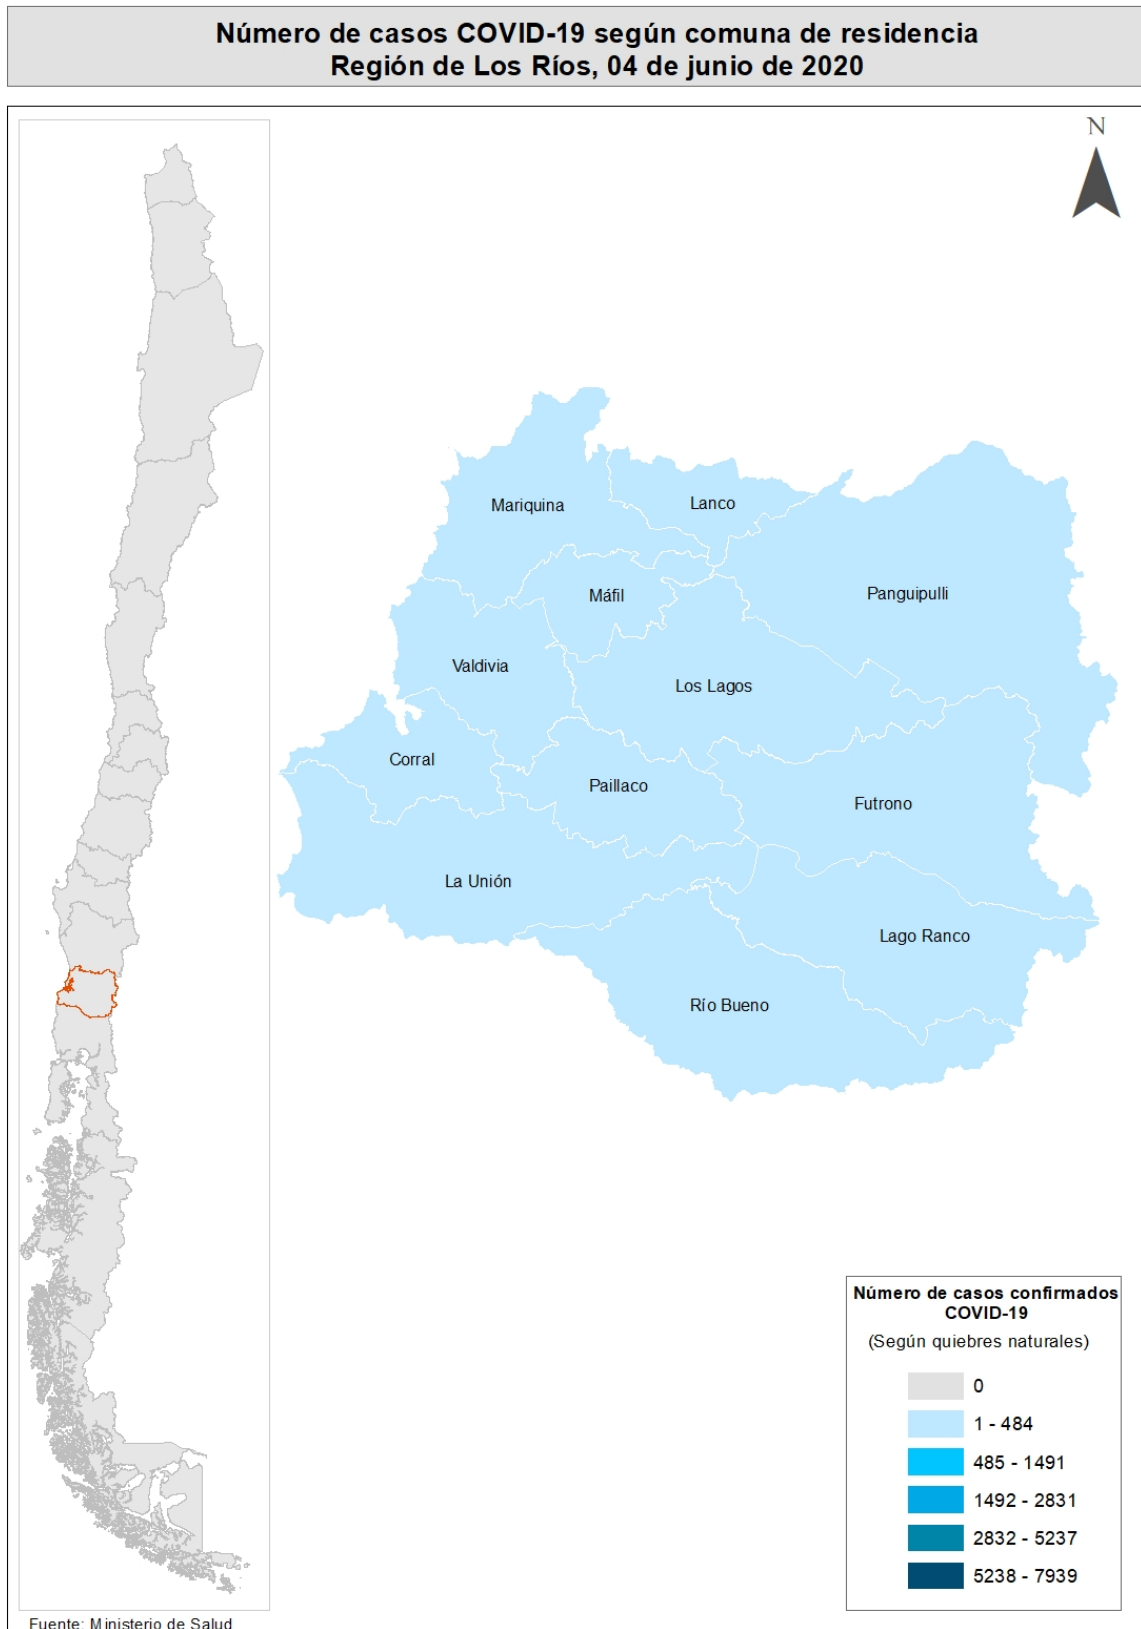 Número de casos COVID-19 según comuna de residencia
Región de Los Ríos, 04 de junio de 2020
N
Mariquina
Lanco
Máfil
Panguipulli
Valdivia
Los Lagos
Corral
Paillaco
Futrono
La Unión
Lago Ranco
Río Bueno
Número de casos confirmados
COVID-19
(Según quiebres naturales)
0
1 - 484
485 - 1491
1492 - 2831
2832 - 5237
5238 - 7939
Fuente: Ministerio de Salud